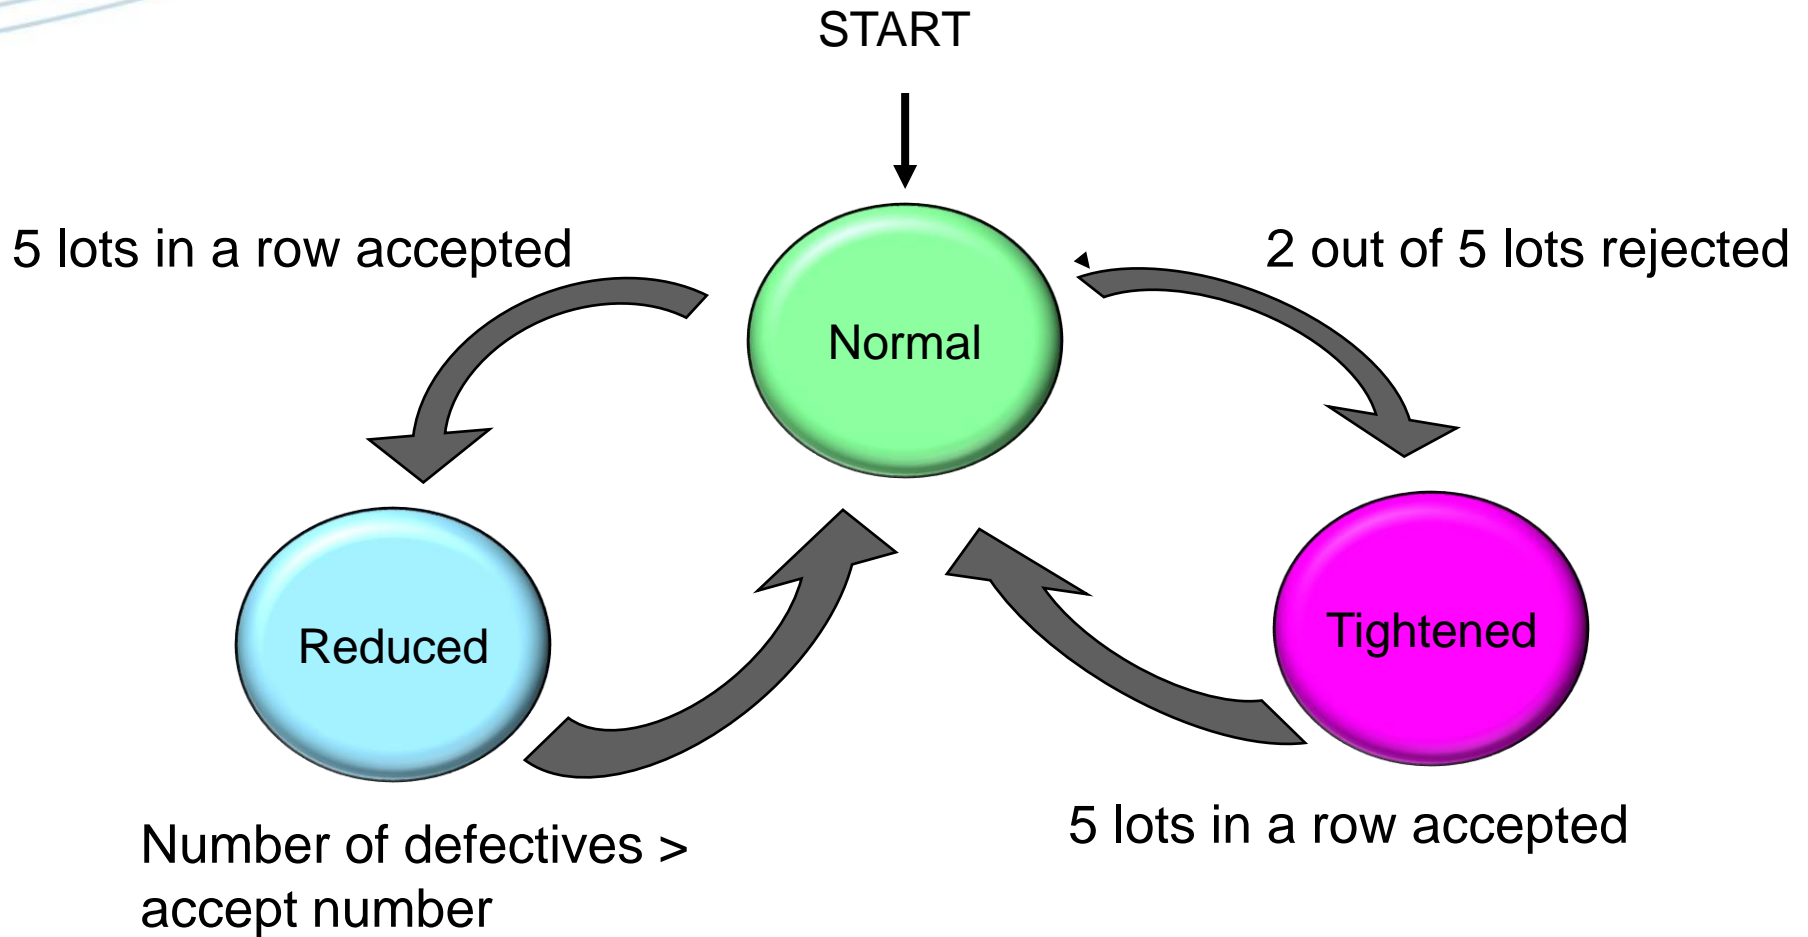 START
5 lots in a row accepted
2 out of 5 lots rejected
Normal
Reduced
Tightened
Number of defectives >
accept number
5 lots in a row accepted